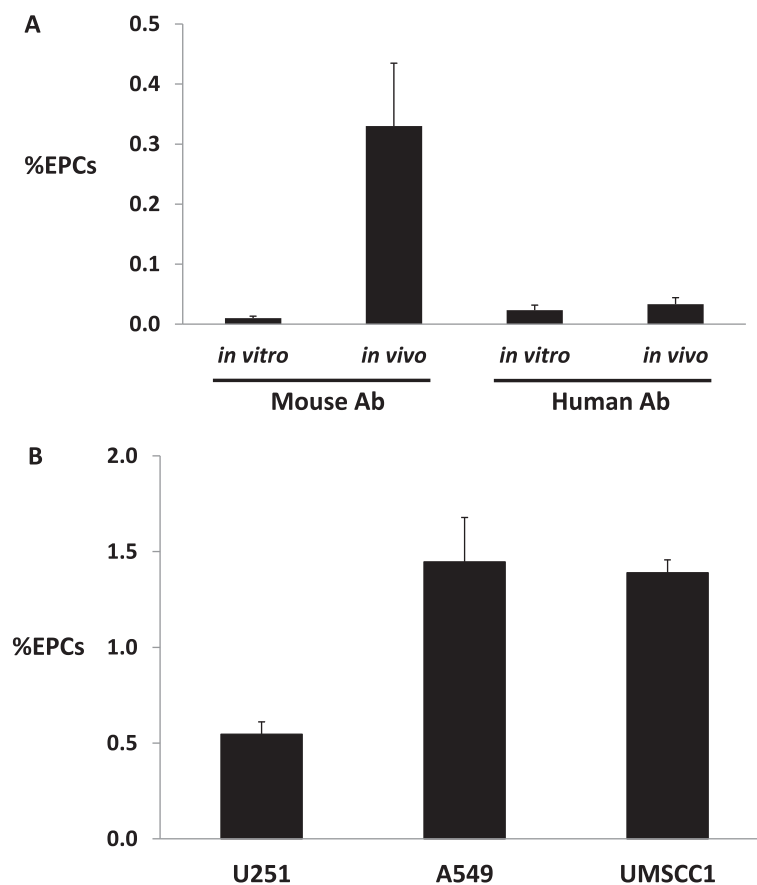 A
0.5
0.4
0.3
%EPCs
0.2
0.1
0.0
in vitro in vivo in vitro in vivo
Mouse Ab Human Ab
B
2.0
1.5
1.0
%EPCs
0.5
0.0
U251 A549 UMSCC1